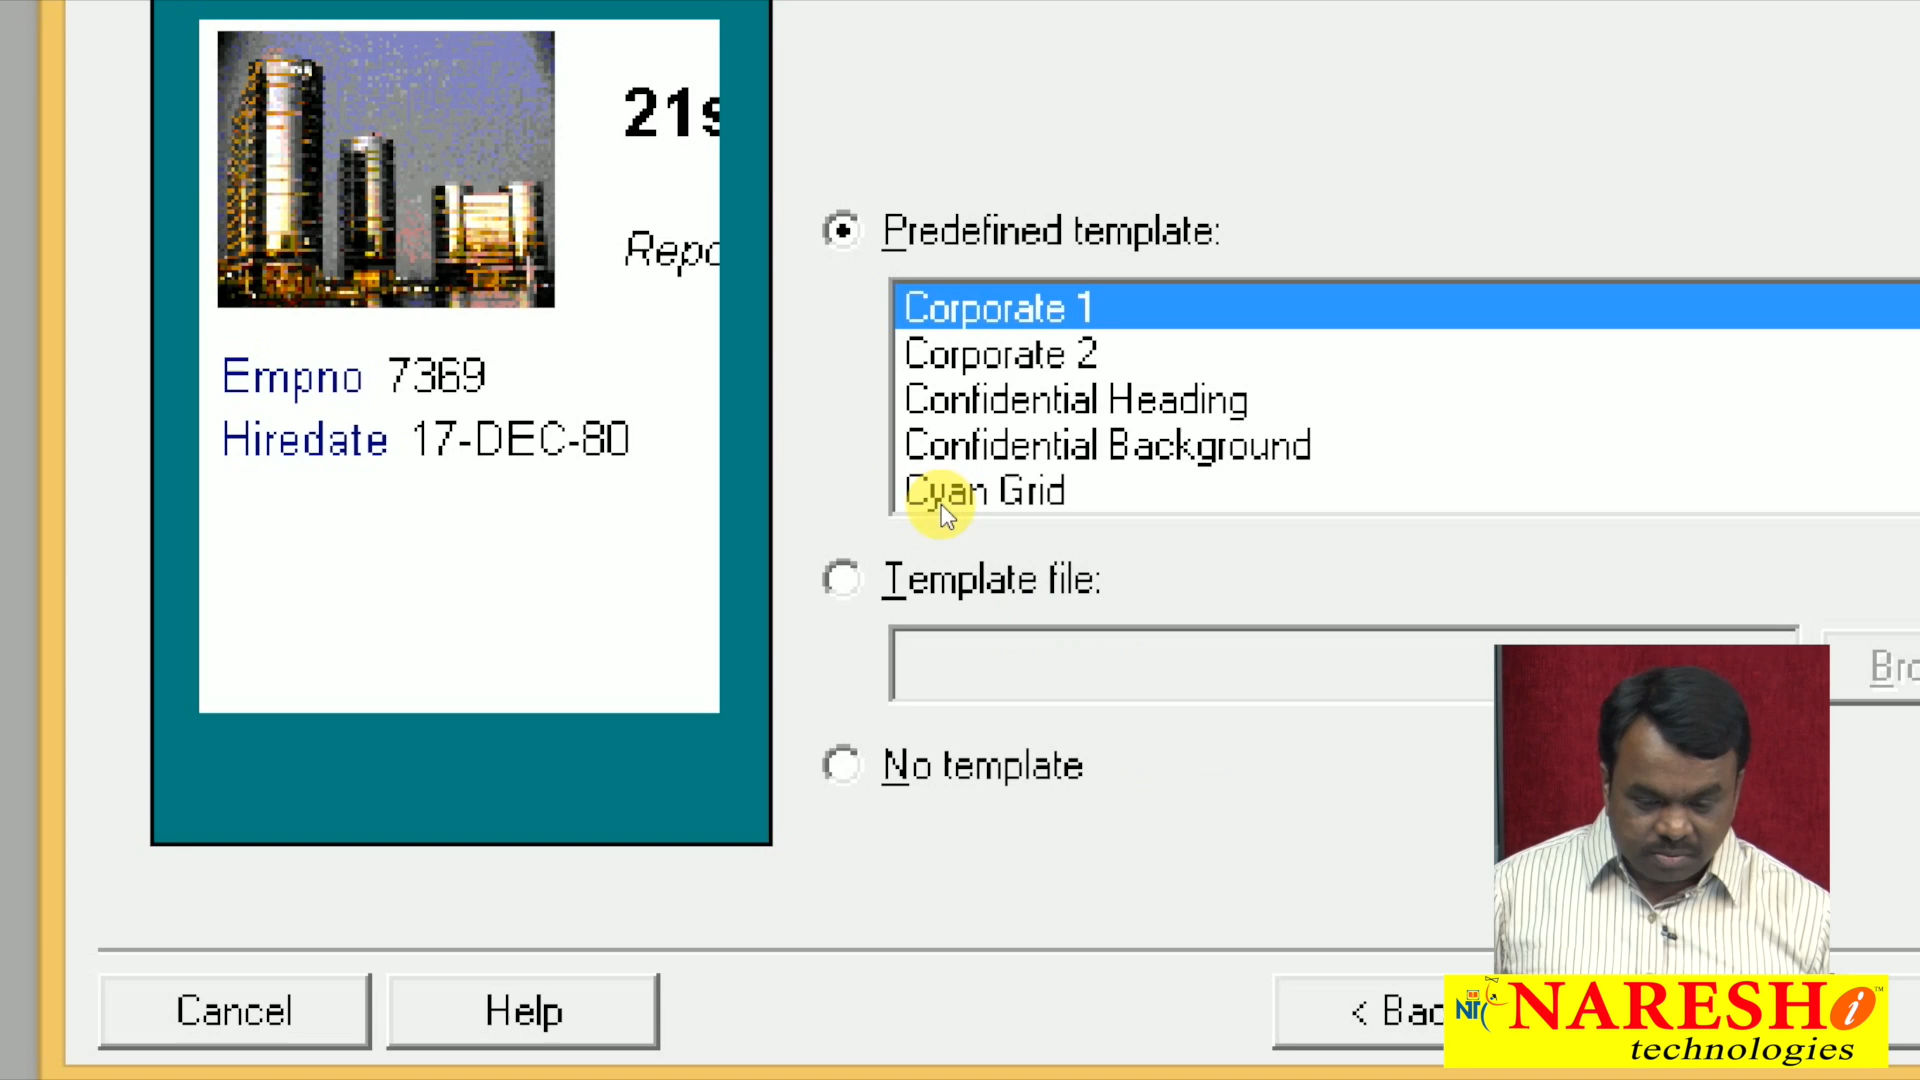 21s
Repo
Empno 7369
Hiredate 17-DEC-80
Predefined template:
Corporate 1
Corporate 2
Confidential Heading
Confidential Background
Cyan Grid
Template file:
Bro
No template
Cancel
Help
< Bac
NARESH i ™
technologies